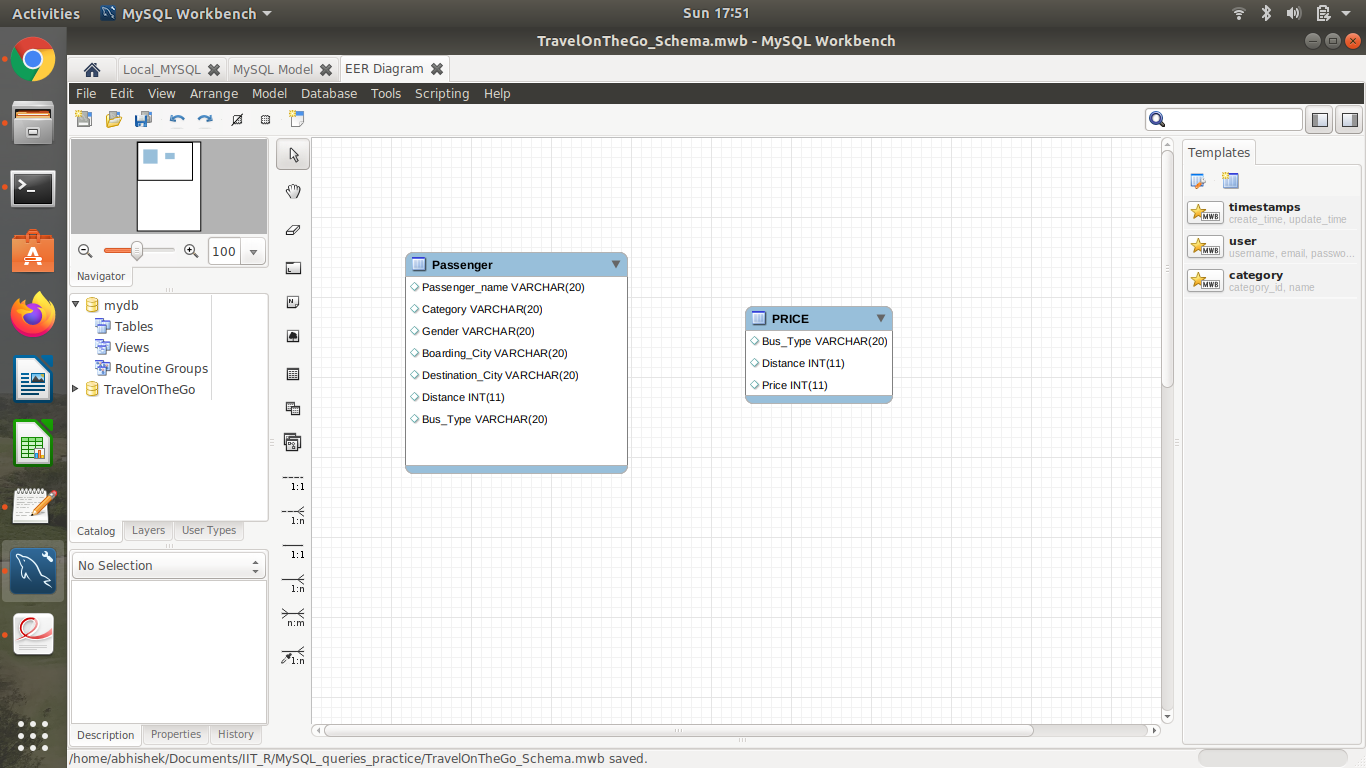 Activities MySQL Workbench Sun 17:51
TravelOnTheGo_Schema.mwb - MySQL Workbench
Local_MYSQL MySQL Model EER Diagram
File Edit View Arrange Model Database Tools Scripting Help
100
Navigator
mydb
Tables
Views
Routine Groups
TravelOnTheGo
Catalog Layers User Types
No Selection
Description Properties History
1:1
1:n
1:1
1:n
n:m
1:n
Passenger
Passenger_name VARCHAR(20)
Category VARCHAR(20)
Gender VARCHAR(20)
Boarding_City VARCHAR(20)
Destination_City VARCHAR(20)
Distance INT(11)
Bus_Type VARCHAR(20)
PRICE
Bus_Type VARCHAR(20)
Distance INT(11)
Price INT(11)
Templates
MWB timestamps
create_time, update_time
MWB user
username, email, passwo...
MWB category
category_id, name
/home/abhishek/Documents/IIT_R/MySQL_queries_practice/TravelOnTheGo_Schema.mwb saved.